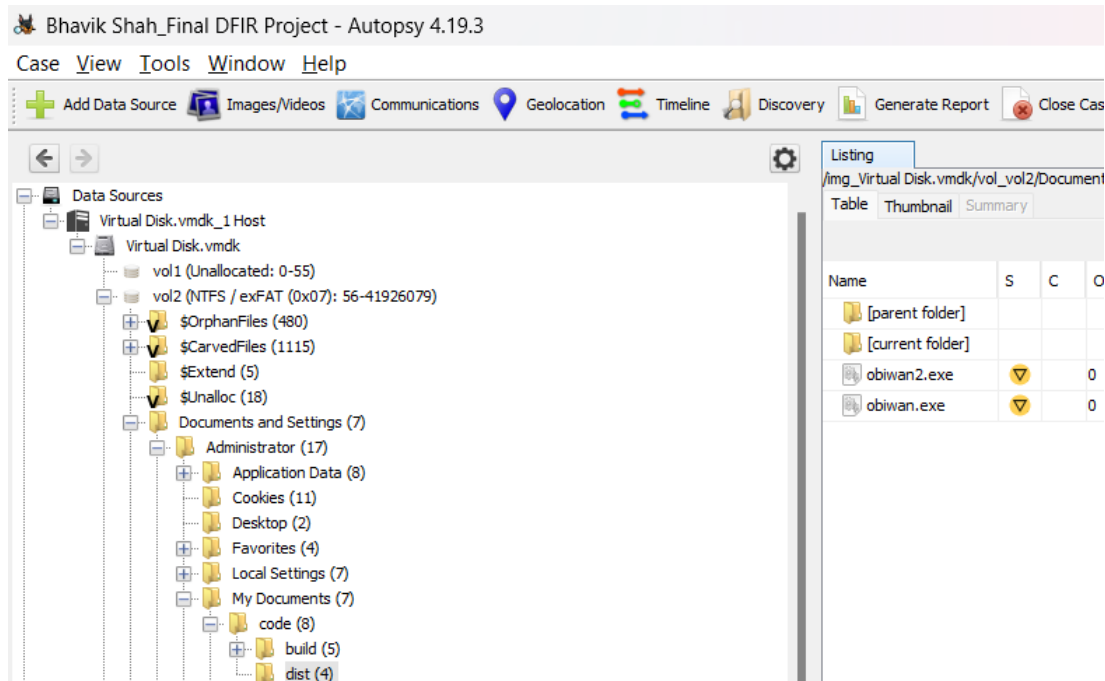 Bhavik Shah_Final DFIR Project - Autopsy 4.19.3
Case View Tools Window Help
Add Data Source Images/Videos Communications Geolocation Timeline Discovery Generate Report Close Cas
Listing
/img_Virtual Disk.vmdk/vol_vol2/Document
Table Thumbnail Summary
Name S C O
[parent folder]
[current folder]
obiwan2.exe 0
obiwan.exe 0
Data Sources
Virtual Disk.vmdk_1 Host
Virtual Disk.vmdk
vol1 (Unallocated: 0-55)
vol2 (NTFS / exFAT (0x07): 56-41926079)
$OrphanFiles (480)
$CarvedFiles (1115)
$Extend (5)
$Unalloc (18)
Documents and Settings (7)
Administrator (17)
Application Data (8)
Cookies (11)
Desktop (2)
Favorites (4)
Local Settings (7)
My Documents (7)
code (8)
build (5)
dist (4)